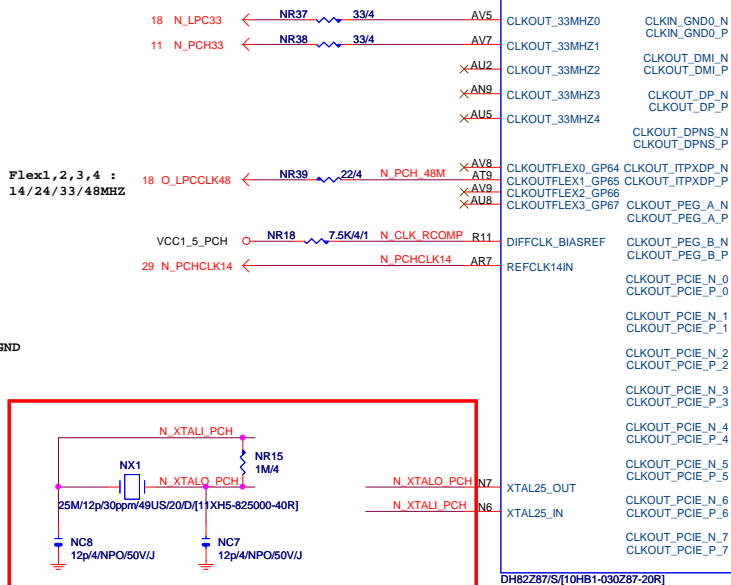 18 N_LPC33 NR37 33/4 AV5 CLKOUT_33MHZ0 CLKIN_GND0_N
CLKIN_GND0_P
11 N_PCH33 NR38 33/4 AV7 CLKOUT_33MHZ1
CLKOUT_DMI_N
AU2 CLKOUT_33MHZ2 CLKOUT_DMI_P
AN9 CLKOUT_33MHZ3 CLKOUT_DP_N
CLKOUT_DP_P
AU5 CLKOUT_33MHZ4
CLKOUT_DPNS_N
CLKOUT_DPNS_P
Flex1,2,3,4 :
14/24/33/48MHZ
AV8 CLKOUTFLEX0_GP64 CLKOUT_ITPXDP_N
18 O_LPCCLK48 NR39 22/4 N_PCH_48M AT9 CLKOUTFLEX1_GP65 CLKOUT_ITPXDP_P
AV9 CLKOUTFLEX2_GP66
AU8 CLKOUTFLEX3_GP67 CLKOUT_PEG_A_N
CLKOUT_PEG_A_P
VCC1_5_PCH NR18 7.5K/4/1 N_CLK_RCOMP R11 DIFFCLK_BIASREF CLKOUT_PEG_B_N
CLKOUT_PEG_B_P
29 N_PCHCLK14 N_PCHCLK14 AR7 REFCLK14IN
CLKOUT_PCIE_N_0
CLKOUT_PCIE_P_0
CLKOUT_PCIE_N_1
CLKOUT_PCIE_P_1
GND
CLKOUT_PCIE_N_2
CLKOUT_PCIE_P_2
CLKOUT_PCIE_N_3
CLKOUT_PCIE_P_3
CLKOUT_PCIE_N_4
CLKOUT_PCIE_P_4
N_XTALI_PCH
NR15
1M/4
NX1
N_XTALO_PCH
25M/12p/30ppm/49US/20/D/[11XH5-825000-40R]
NC8
12p/4/NPO/50V/J
NC7
12p/4/NPO/50V/J
CLKOUT_PCIE_N_5
CLKOUT_PCIE_P_5
N_XTALO_PCH N7 XTAL25_OUT
N_XTALI_PCH N6 XTAL25_IN
CLKOUT_PCIE_N_6
CLKOUT_PCIE_P_6
CLKOUT_PCIE_N_7
CLKOUT_PCIE_P_7
DH82Z87/S/[10HB1-030Z87-20R]